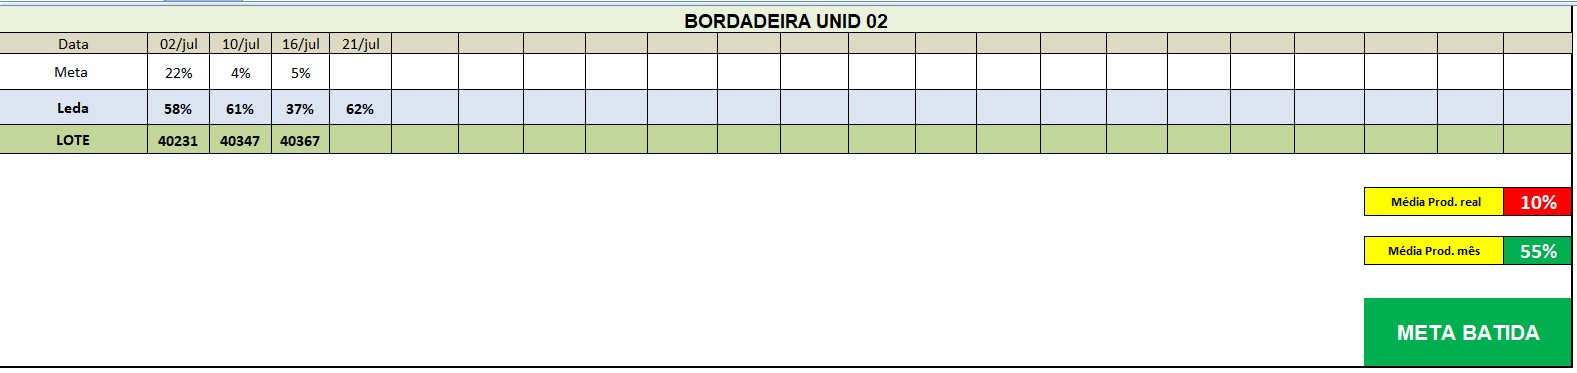 BORDADEIRA UNID 02
Data 02/jul 10/jul 16/jul 21/jul
Meta 22% 4% 5%
Leda 58% 61% 37% 62%
LOTE 40231 40347 40367
Média Prod. real 10%
Média Prod. mês 55%
META BATIDA